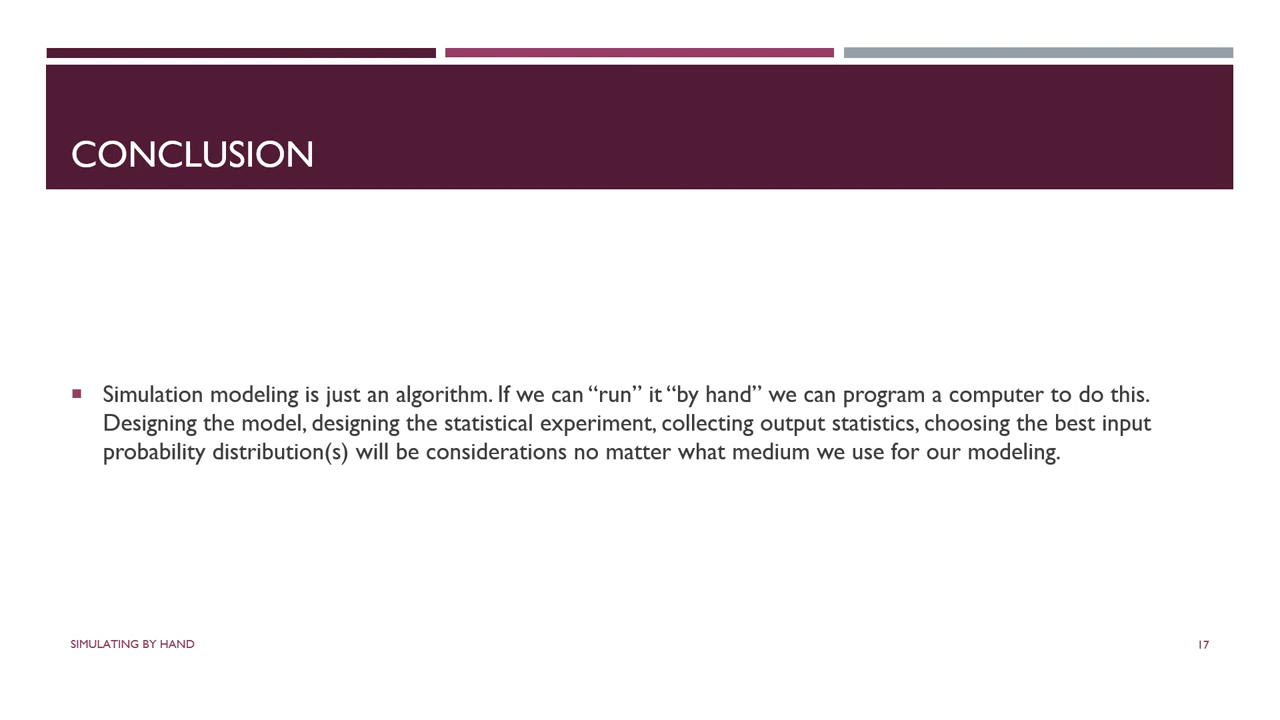 CONCLUSION
Simulation modeling is just an algorithm. If we can “run” it “by hand” we can program a computer to do this.
Designing the model, designing the statistical experiment, collecting output statistics, choosing the best input
probability distribution(s) will be considerations no matter what medium we use for our modeling.
SIMULATING BY HAND
17